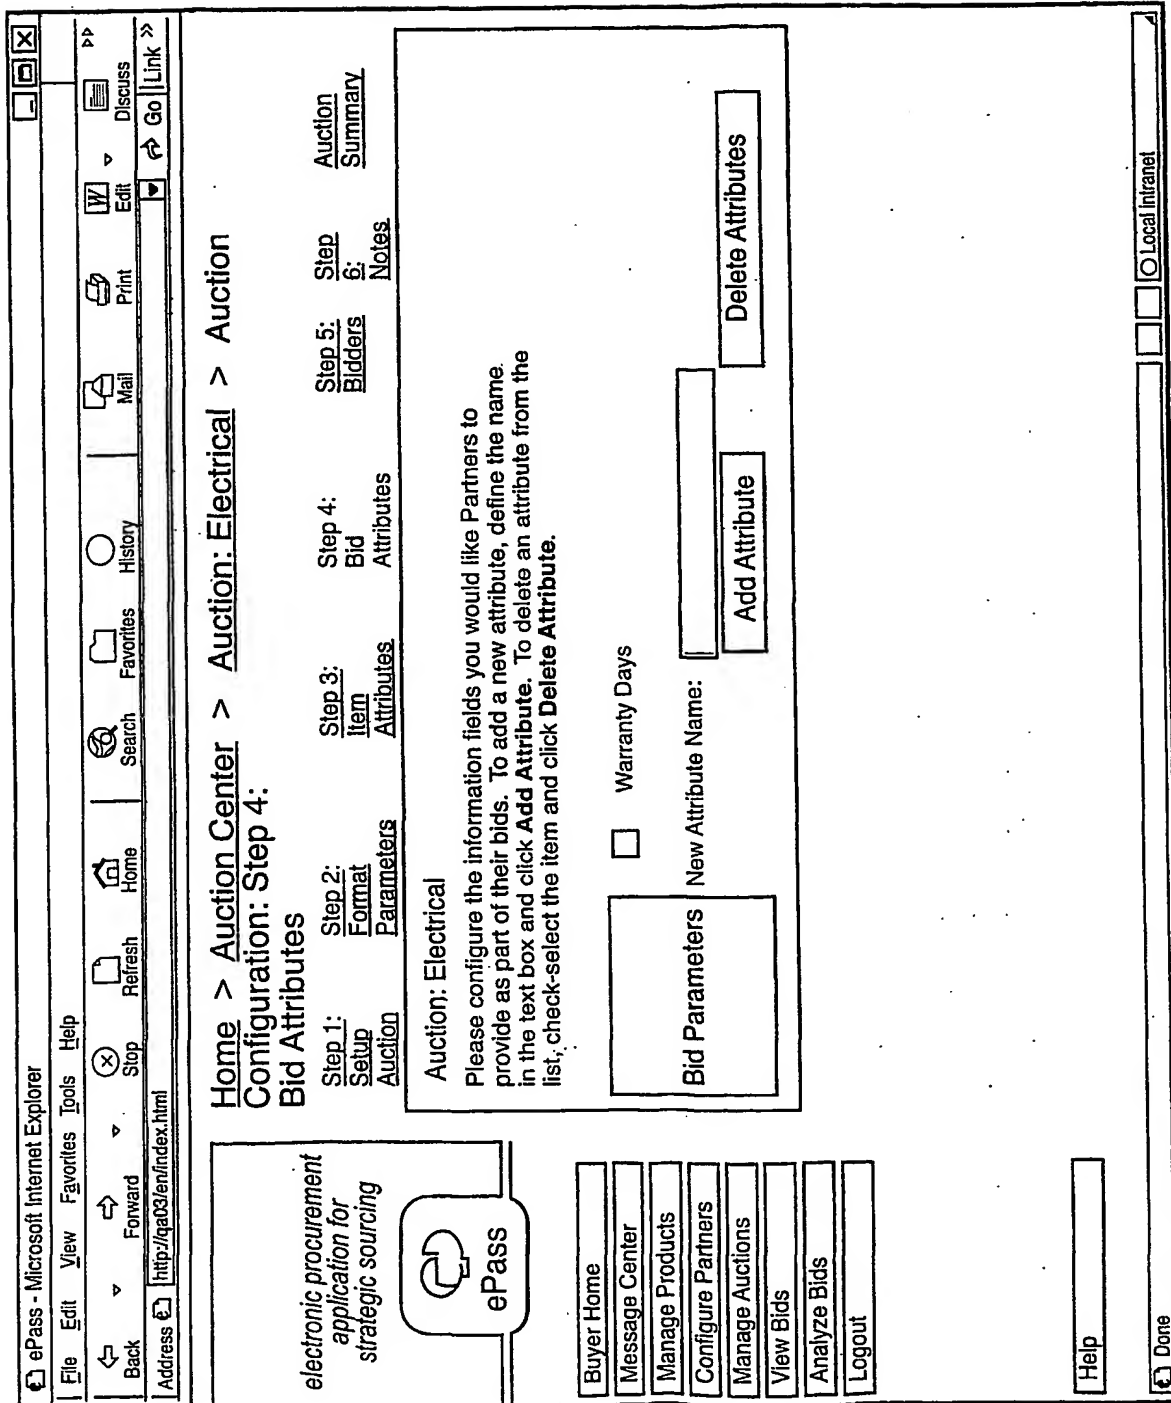 ePass - Microsoft Internet Explorer
File Edit View Favorites Tools Help
Back Forward Stop Refresh Home Search Favorites History Mail Print Edit Discuss
Address http://qa03/en/index.html Go Link »
electronic procurement
application for
strategic sourcing
ePass
Buyer Home
Message Center
Manage Products
Configure Partners
Manage Auctions
View Bids
Analyze Bids
Logout
Help
Home > Auction Center > Auction: Electrical > Auction
Configuration: Step 4:
Bid Attributes
Step 1:
Setup
Auction
Step 2:
Format
Parameters
Step 3:
Item
Attributes
Step 4:
Bid
Attributes
Step 5:
Bidders
Step
6:
Notes
Auction
Summary
Auction: Electrical
Please configure the information fields you would like Partners to
provide as part of their bids. To add a new attribute, define the name
in the text box and click Add Attribute. To delete an attribute from the
list, check-select the item and click Delete Attribute.
Warranty Days
Bid Parameters New Attribute Name:
Add Attribute Delete Attributes
Done Local intranet